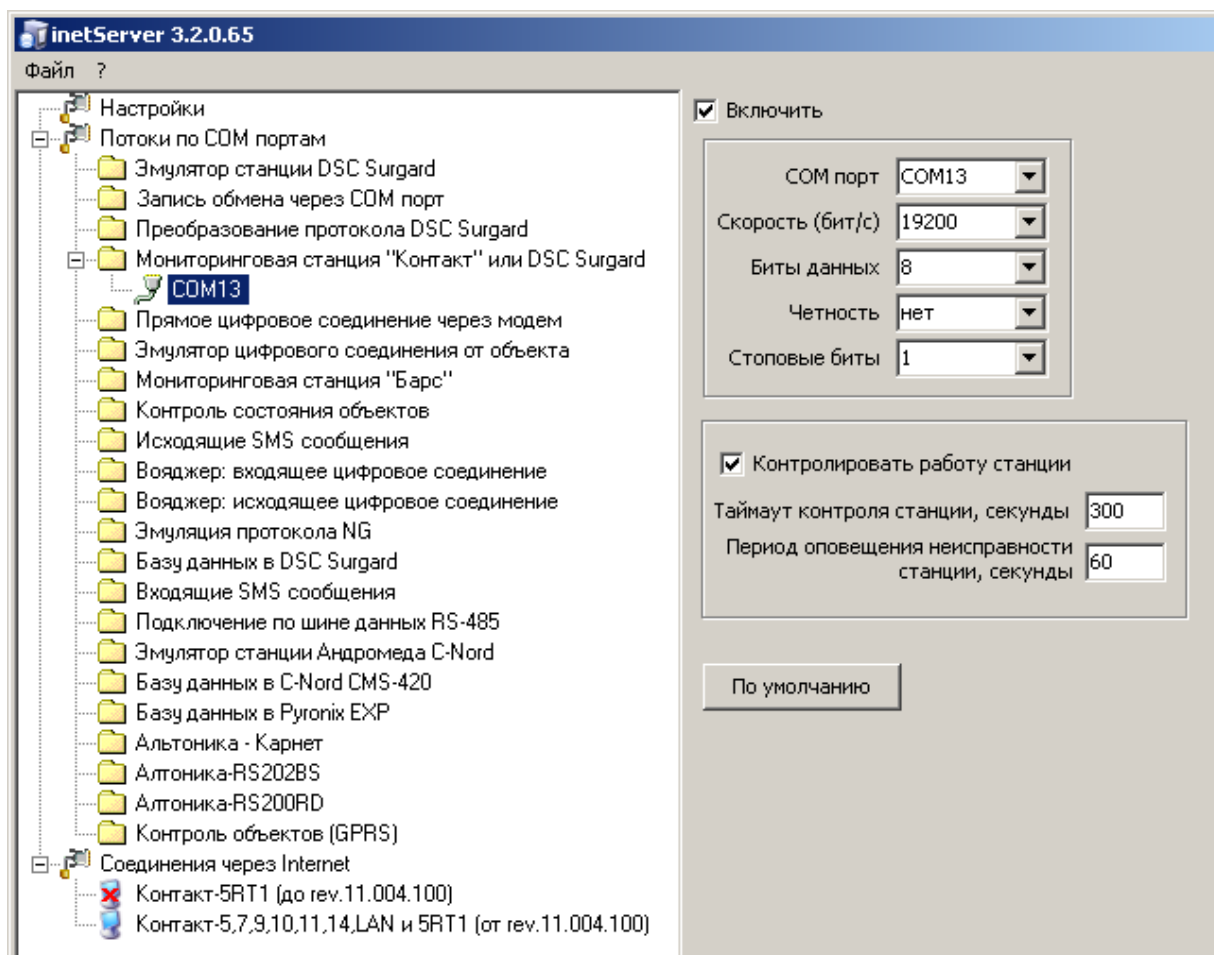 inetServer 3.2.0.65
Файл ?
Настройки
Потоки по COM портам
Эмулятор станции DSC Surgard
Запись обмена через COM порт
Преобразование протокола DSC Surgard
Мониторинговая станция "Контакт" или DSC Surgard
COM13
Прямое цифровое соединение через модем
Эмулятор цифрового соединения от объекта
Мониторинговая станция "Барс"
Контроль состояния объектов
Исходящие SMS сообщения
Вояджер: входящее цифровое соединение
Вояджер: исходящее цифровое соединение
Эмуляция протокола NG
Базу данных в DSC Surgard
Входящие SMS сообщения
Подключение по шине данных RS-485
Эмулятор станции Андромеда C-Nord
Базу данных в C-Nord CMS-420
Базу данных в Pyronix EXP
Альтоника - Карнет
Алтоника-RS202BS
Алтоника-RS200RD
Контроль объектов (GPRS)
Соединения через Internet
Контакт-5RT1 (до rev.11.004.100)
Контакт-5,7,9,10,11,14,LAN и 5RT1 (от rev.11.004.100)
Включить
COM порт COM13
Скорость (бит/с) 19200
Биты данных 8
Четность нет
Стоповые биты 1
Контролировать работу станции
Таймаут контроля станции, секунды 300
Период оповещения неисправности
станции, секунды 60
По умолчанию